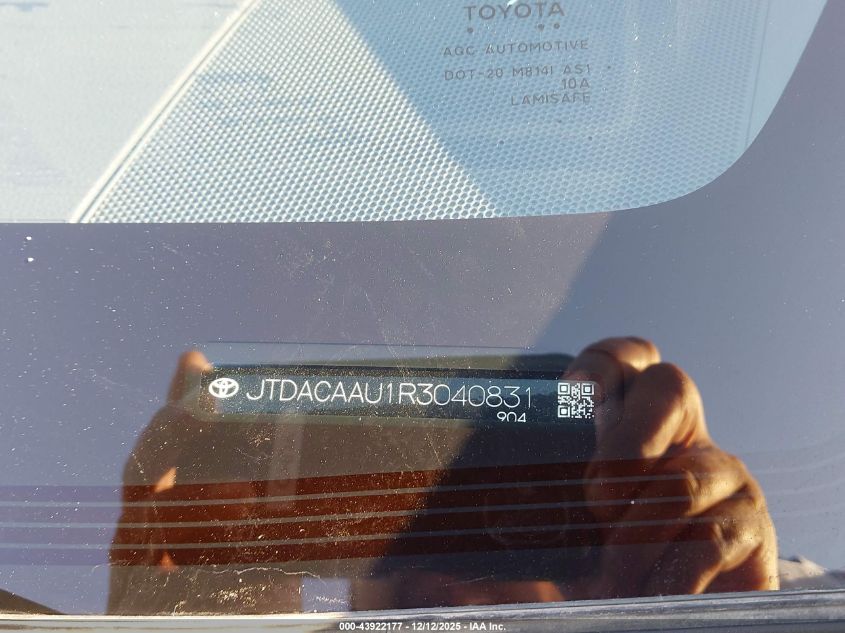 TOYOTA
AGC AUTOMOTIVE
DOT-20 M814I AS1
10A
LAMISAFE
JTDACAAU1R3040831
904
000-43922177 - 12/12/2025 - IAA Inc.